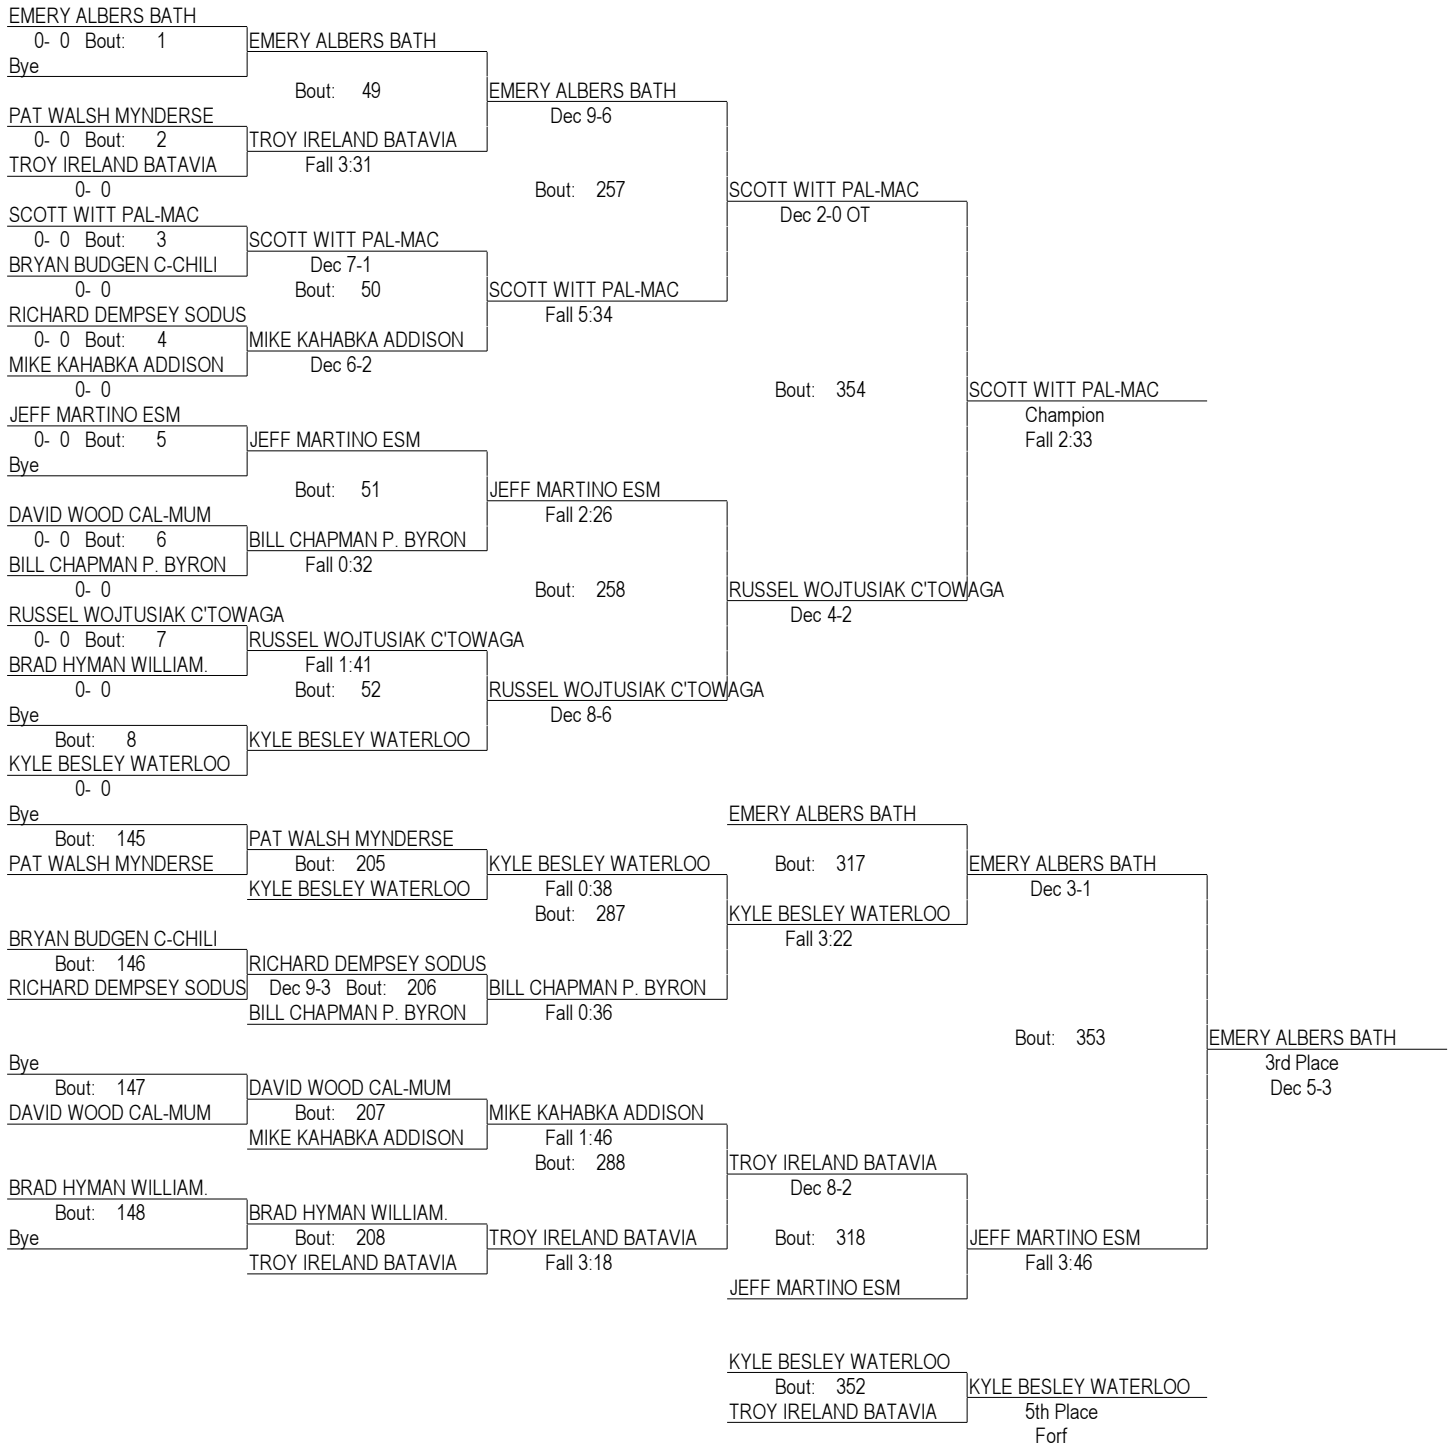 EMERY ALBERS BATH
0- 0 Bout: 1 EMERY ALBERS BATH
Bye
Bout: 49 EMERY ALBERS BATH
PAT WALSH MYNDERSE Dec 9-6
0- 0 Bout: 2 TROY IRELAND BATAVIA
TROY IRELAND BATAVIA Fall 3:31
0- 0 Bout: 257 SCOTT WITT PAL-MAC
SCOTT WITT PAL-MAC Dec 2-0 OT
0- 0 Bout: 3 SCOTT WITT PAL-MAC
BRYAN BUDGEN C-CHILI Dec 7-1
0- 0 Bout: 50 SCOTT WITT PAL-MAC
RICHARD DEMPSEY SODUS Fall 5:34
0- 0 Bout: 4 MIKE KAHABKA ADDISON
MIKE KAHABKA ADDISON Dec 6-2
0- 0 Bout: 354 SCOTT WITT PAL-MAC
JEFF MARTINO ESM Champion
0- 0 Bout: 5 JEFF MARTINO ESM Fall 2:33
Bye
Bout: 51 JEFF MARTINO ESM
DAVID WOOD CAL-MUM Fall 2:26
0- 0 Bout: 6 BILL CHAPMAN P. BYRON
BILL CHAPMAN P. BYRON Fall 0:32
0- 0 Bout: 258 RUSSEL WOJTUSIAK C'TOWAGA
RUSSEL WOJTUSIAK C'TOWAGA Dec 4-2
0- 0 Bout: 7 RUSSEL WOJTUSIAK C'TOWAGA
BRAD HYMAN WILLIAM. Fall 1:41
0- 0 Bout: 52 RUSSEL WOJTUSIAK C'TOWAGA
Bye Dec 8-6
Bout: 8 KYLE BESLEY WATERLOO
KYLE BESLEY WATERLOO
0- 0
Bye EMERY ALBERS BATH
Bout: 145 PAT WALSH MYNDERSE
PAT WALSH MYNDERSE Bout: 205 KYLE BESLEY WATERLOO Bout: 317 EMERY ALBERS BATH
KYLE BESLEY WATERLOO Fall 0:38 Dec 3-1
Bout: 287 KYLE BESLEY WATERLOO
BRYAN BUDGEN C-CHILI Fall 3:22
Bout: 146 RICHARD DEMPSEY SODUS
RICHARD DEMPSEY SODUS Dec 9-3 Bout: 206 BILL CHAPMAN P. BYRON
BILL CHAPMAN P. BYRON Fall 0:36
Bout: 353 EMERY ALBERS BATH
Bye 3rd Place
Bout: 147 DAVID WOOD CAL-MUM Dec 5-3
DAVID WOOD CAL-MUM Bout: 207 MIKE KAHABKA ADDISON
MIKE KAHABKA ADDISON Fall 1:46
Bout: 288 TROY IRELAND BATAVIA
BRAD HYMAN WILLIAM. Dec 8-2
Bout: 148 BRAD HYMAN WILLIAM.
Bye Bout: 208 TROY IRELAND BATAVIA Bout: 318 JEFF MARTINO ESM
TROY IRELAND BATAVIA Fall 3:18 Fall 3:46
JEFF MARTINO ESM
KYLE BESLEY WATERLOO
Bout: 352 KYLE BESLEY WATERLOO
TROY IRELAND BATAVIA 5th Place
Forf